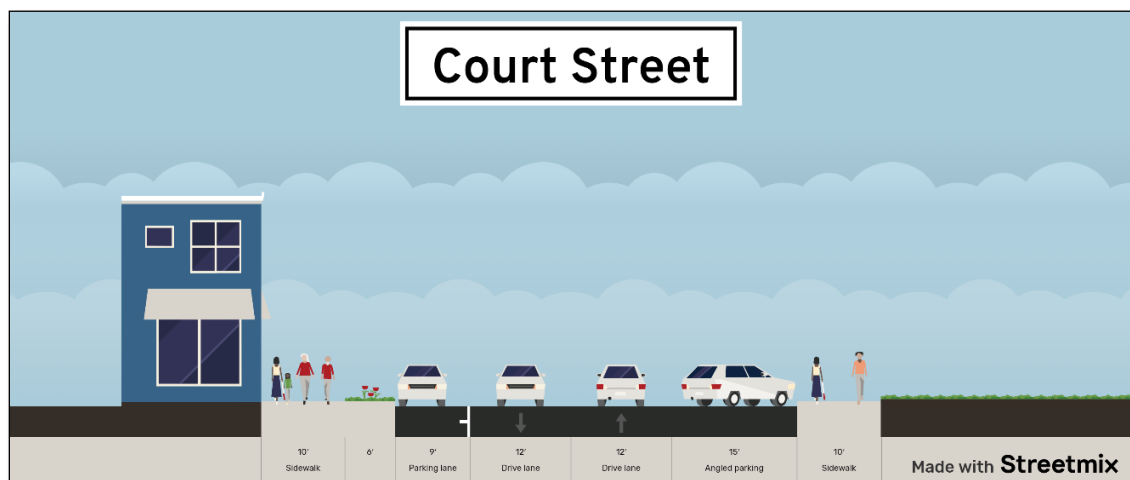 Court Street
10' 6' 9' 12' 12' 15' 10'
Sidewalk Parking lane Drive lane Drive lane Angled parking Sidewalk
Made with Streetmix